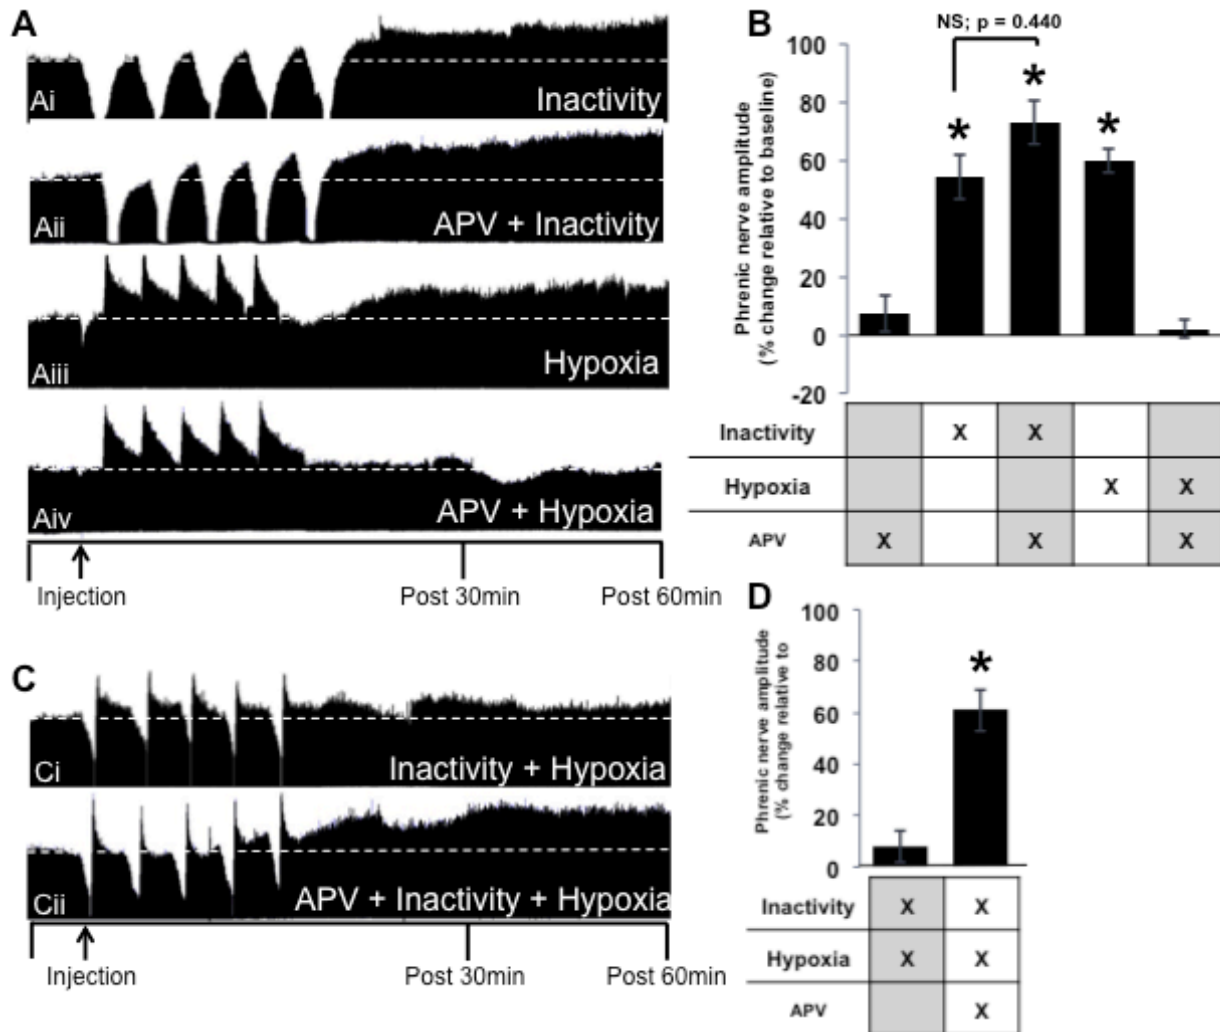 A
Ai
Inactivity
Aii
APV + Inactivity
Aiii
Hypoxia
Aiv
APV + Hypoxia
Injection
Post 30min
Post 60min
B
NS; p = 0.440
Phrenic nerve amplitude
(% change relative to baseline)
100
80
60
40
20
0
-20
*
*
*
Inactivity X X
Hypoxia X X
APV X X X
C
Ci
Inactivity + Hypoxia
Cii
APV + Inactivity + Hypoxia
Injection
Post 30min
Post 60min
D
Phrenic nerve amplitude
(% change relative to
100
80
60
40
20
0
*
Inactivity X X
Hypoxia X X
APV X